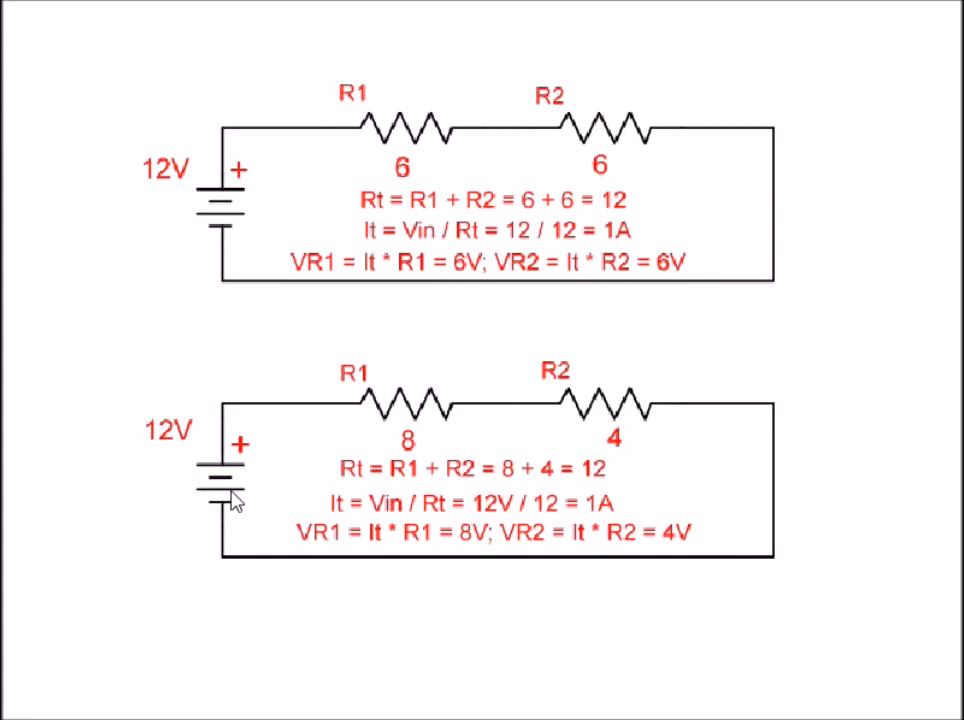 R1 R2
12V +
6 6
Rt = R1 + R2 = 6 + 6 = 12
It = Vin / Rt = 12 / 12 = 1A
VR1 = It * R1 = 6V; VR2 = It * R2 = 6V
R1 R2
12V +
8 4
Rt = R1 + R2 = 8 + 4 = 12
It = Vin / Rt = 12V / 12 = 1A
VR1 = It * R1 = 8V; VR2 = It * R2 = 4V